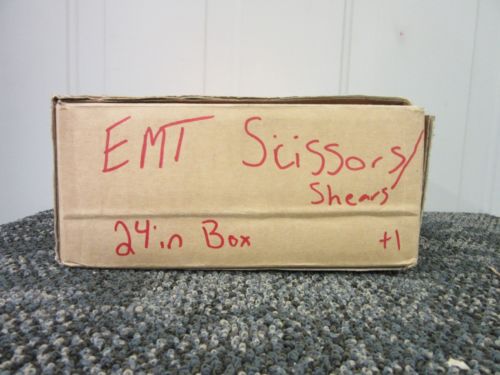 EMT Scissors/
Shears
24 in Box +1